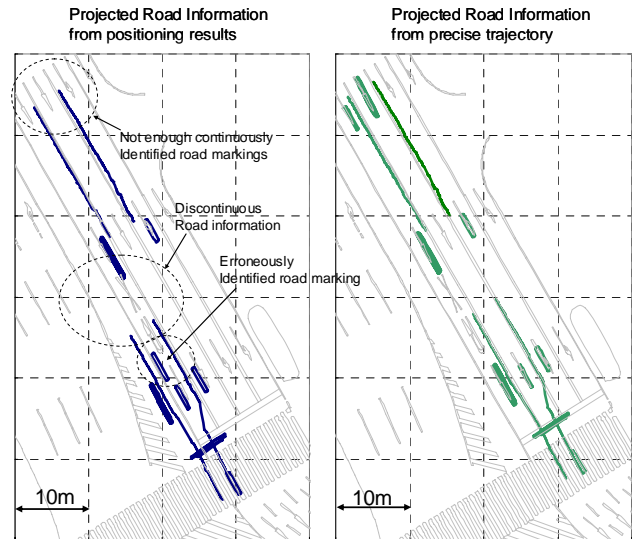 Projected Road Information
from positioning results
Projected Road Information
from precise trajectory
Not enough continuously
Identified road markings
Discontinuous
Road information
Erroneously
Identified road marking
10m
10m